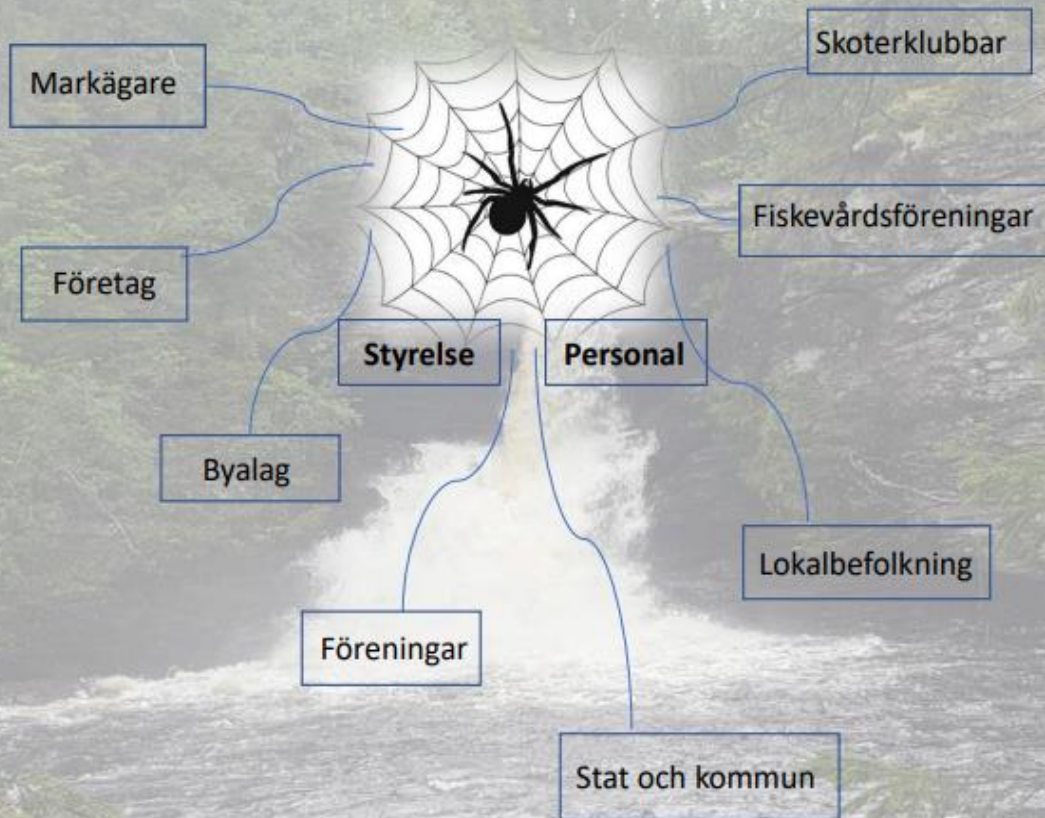 Skoterklubbar
Markägare
Fiskevårdsföreningar
Företag
Styrelse
Personal
Byalag
Lokalbefolkning
Föreningar
Stat och kommun